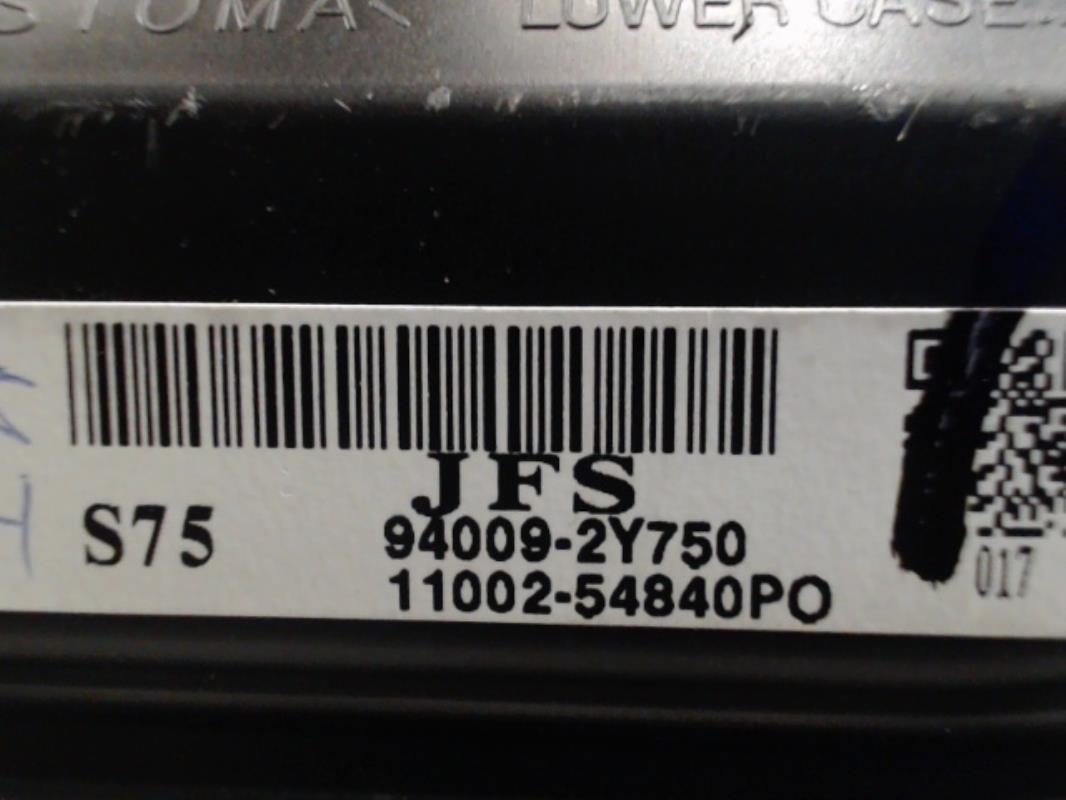 LOWER CASE
JFS
S75
94009-2Y750
11002-54840PO
017